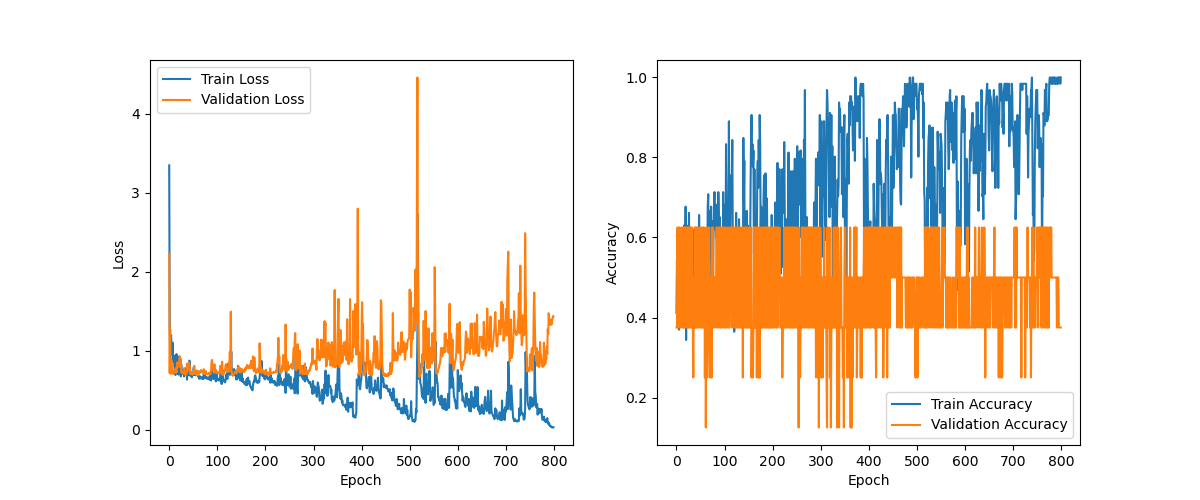 Train Loss
Validation Loss
4
3
2
1
0
Loss
0 100 200 300 400 500 600 700 800
Epoch
1.0
0.8
0.6
0.4
0.2
Accuracy
Train Accuracy
Validation Accuracy
0 100 200 300 400 500 600 700 800
Epoch